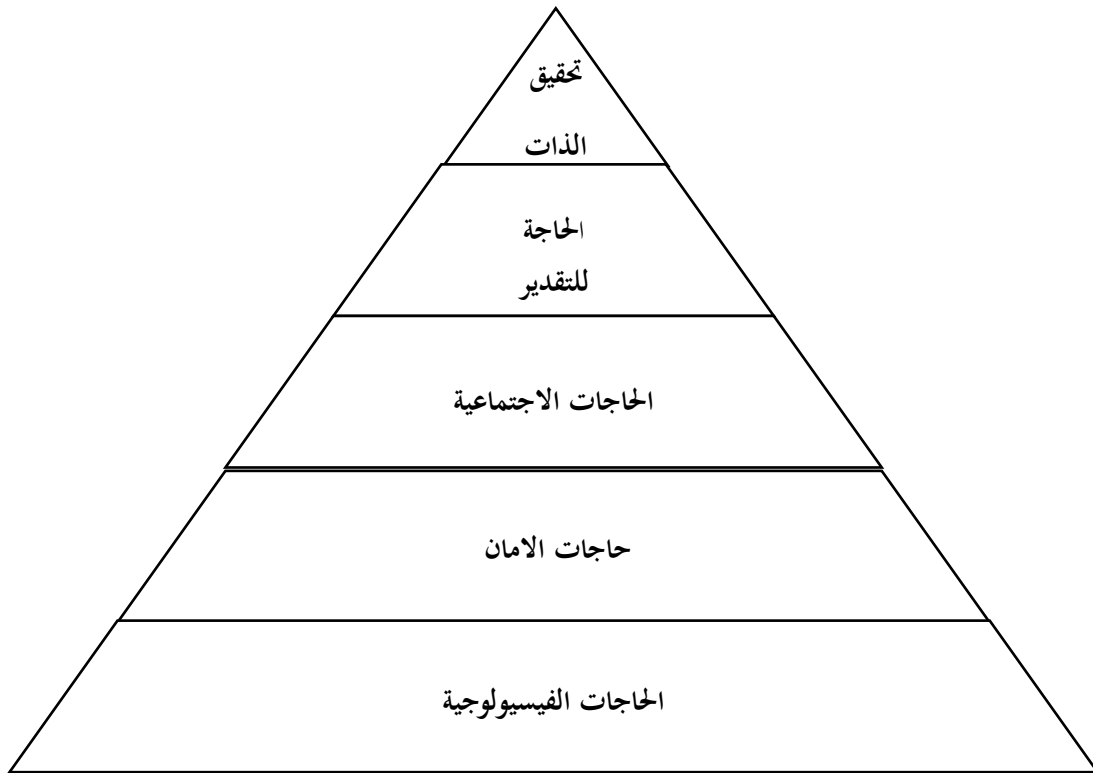 تحقيق
الذات
الحاجة
للتقدير
الحاجات الاجتماعية
حاجات الامان
الحاجات الفيسيولوجية